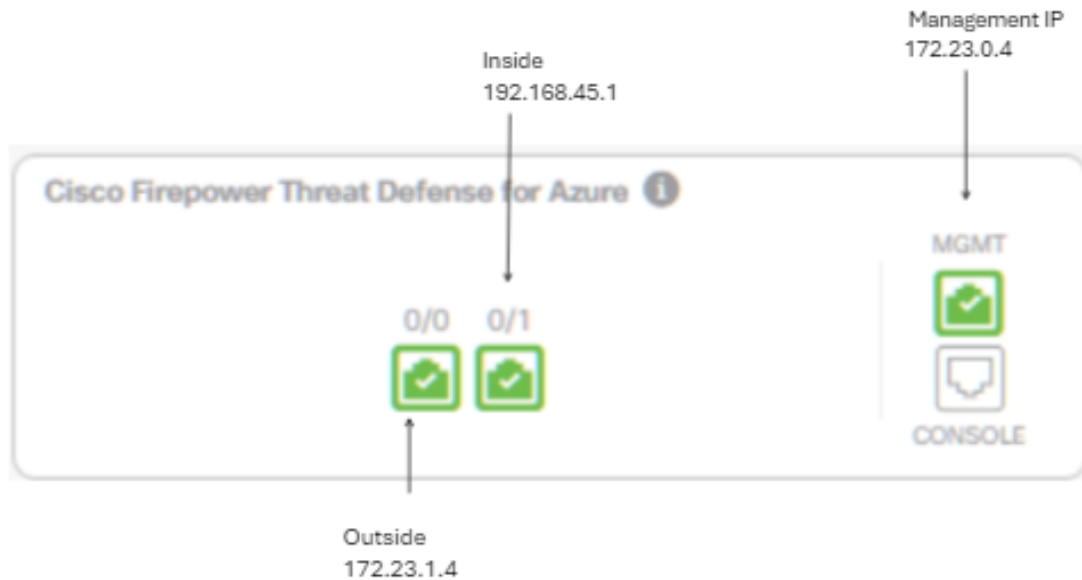 Management IP
172.23.0.4
Inside
192.168.45.1
Cisco Firepower Threat Defense for Azure i
MGMT
0/0 0/1
CONSOLE
Outside
172.23.1.4